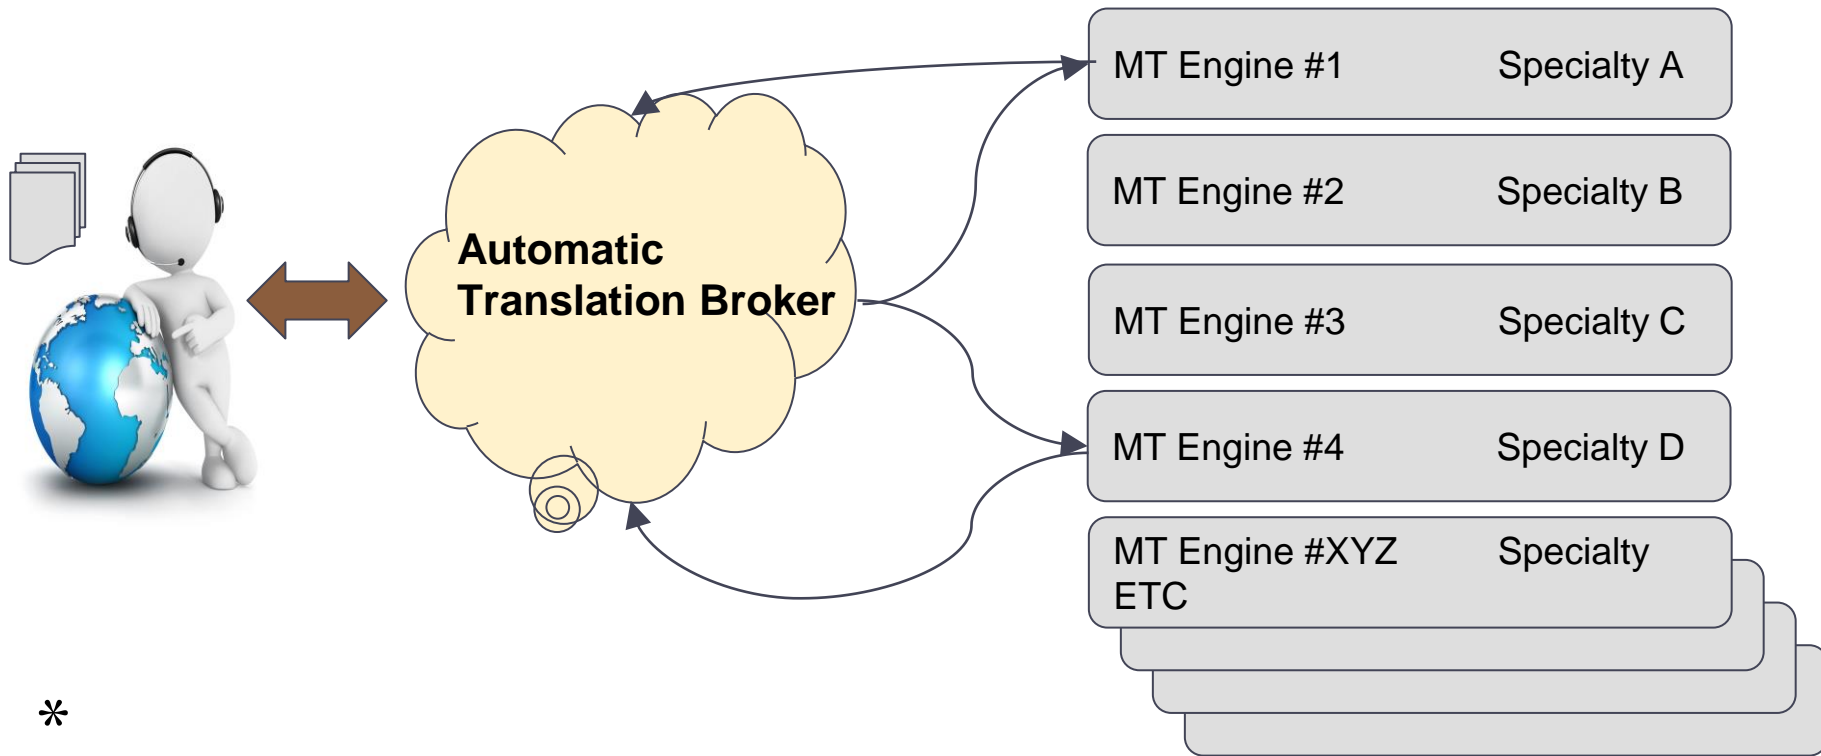 MT Engine #1 Specialty A
MT Engine #2 Specialty B
Automatic
Translation Broker
MT Engine #3 Specialty C
MT Engine #4 Specialty D
MT Engine #XYZ Specialty
ETC
*